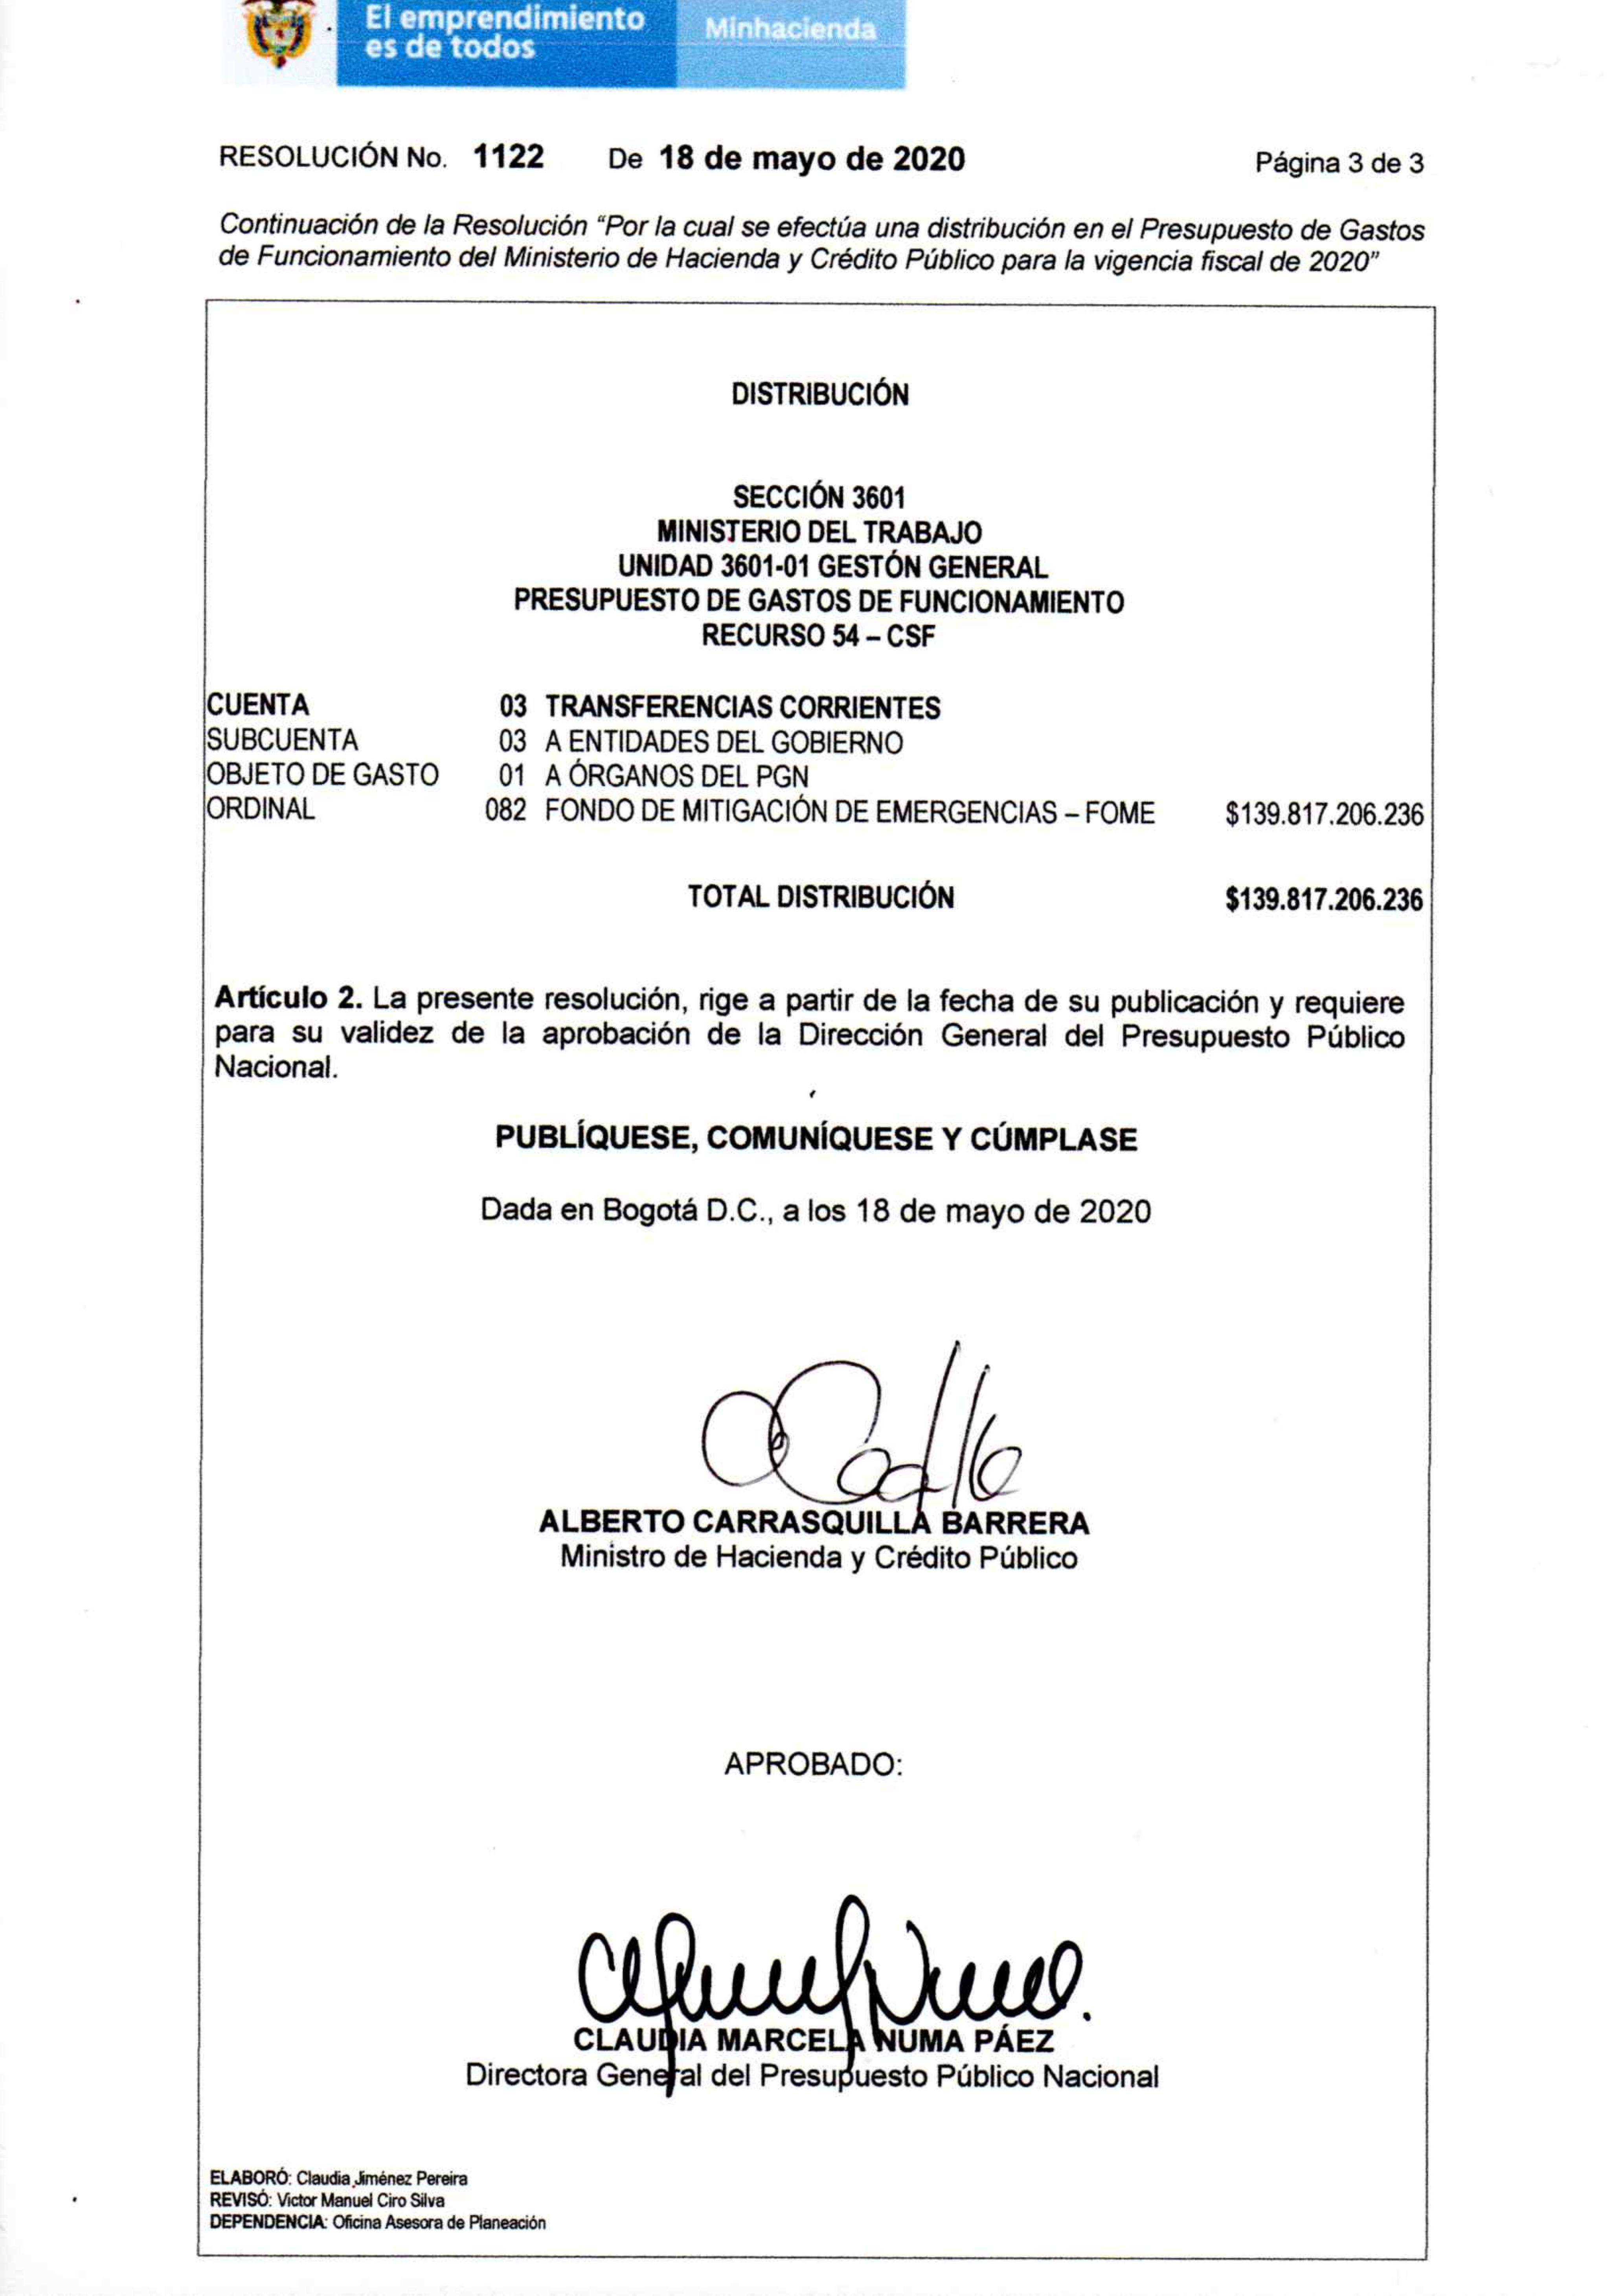 El emprendimiento
es de todos
Minhacienda
RESOLUCIÓN No. 1122 De 18 de mayo de 2020 Página 3 de 3
Continuación de la Resolución “Por la cual se efectúa una distribución en el Presupuesto de Gastos
de Funcionamiento del Ministerio de Hacienda y Crédito Público para la vigencia fiscal de 2020”
DISTRIBUCIÓN
SECCIÓN 3601
MINISTERIO DEL TRABAJO
UNIDAD 3601-01 GESTÓN GENERAL
PRESUPUESTO DE GASTOS DE FUNCIONAMIENTO
RECURSO 54 – CSF
CUENTA 03 TRANSFERENCIAS CORRIENTES
SUBCUENTA 03 A ENTIDADES DEL GOBIERNO
OBJETO DE GASTO 01 A ÓRGANOS DEL PGN
ORDINAL 082 FONDO DE MITIGACIÓN DE EMERGENCIAS – FOME $139.817.206.236
TOTAL DISTRIBUCIÓN $139.817.206.236
Artículo 2. La presente resolución, rige a partir de la fecha de su publicación y requiere
para su validez de la aprobación de la Dirección General del Presupuesto Público
Nacional.
PUBLÍQUESE, COMUNÍQUESE Y CÚMPLASE
Dada en Bogotá D.C., a los 18 de mayo de 2020
ALBERTO CARRASQUILLA BARRERA
Ministro de Hacienda y Crédito Público
APROBADO:
CLAUDIA MARCELA NUMA PÁEZ
Directora General del Presupuesto Público Nacional
ELABORÓ: Claudia Jiménez Pereira
REVISÓ: Victor Manuel Ciro Silva
DEPENDENCIA: Oficina Asesora de Planeación